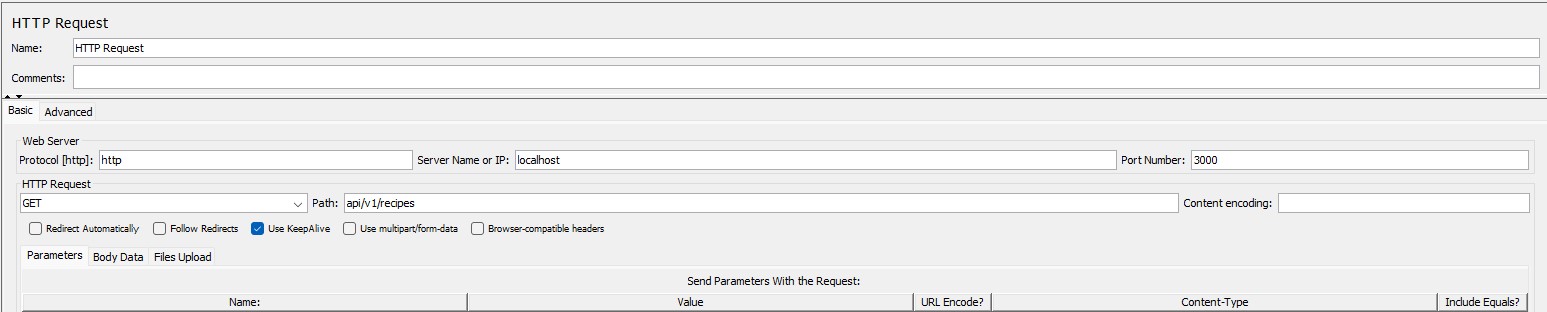 HTTP Request
Name: HTTP Request
Comments:
Basic Advanced
Web Server
Protocol [http]: http Server Name or IP: localhost Port Number: 3000
HTTP Request
GET Path: api/v1/recipes Content encoding:
Redirect Automatically Follow Redirects Use KeepAlive Use multipart/form-data Browser-compatible headers
Parameters Body Data Files Upload
Send Parameters With the Request:
Name: Value URL Encode? Content-Type Include Equals?